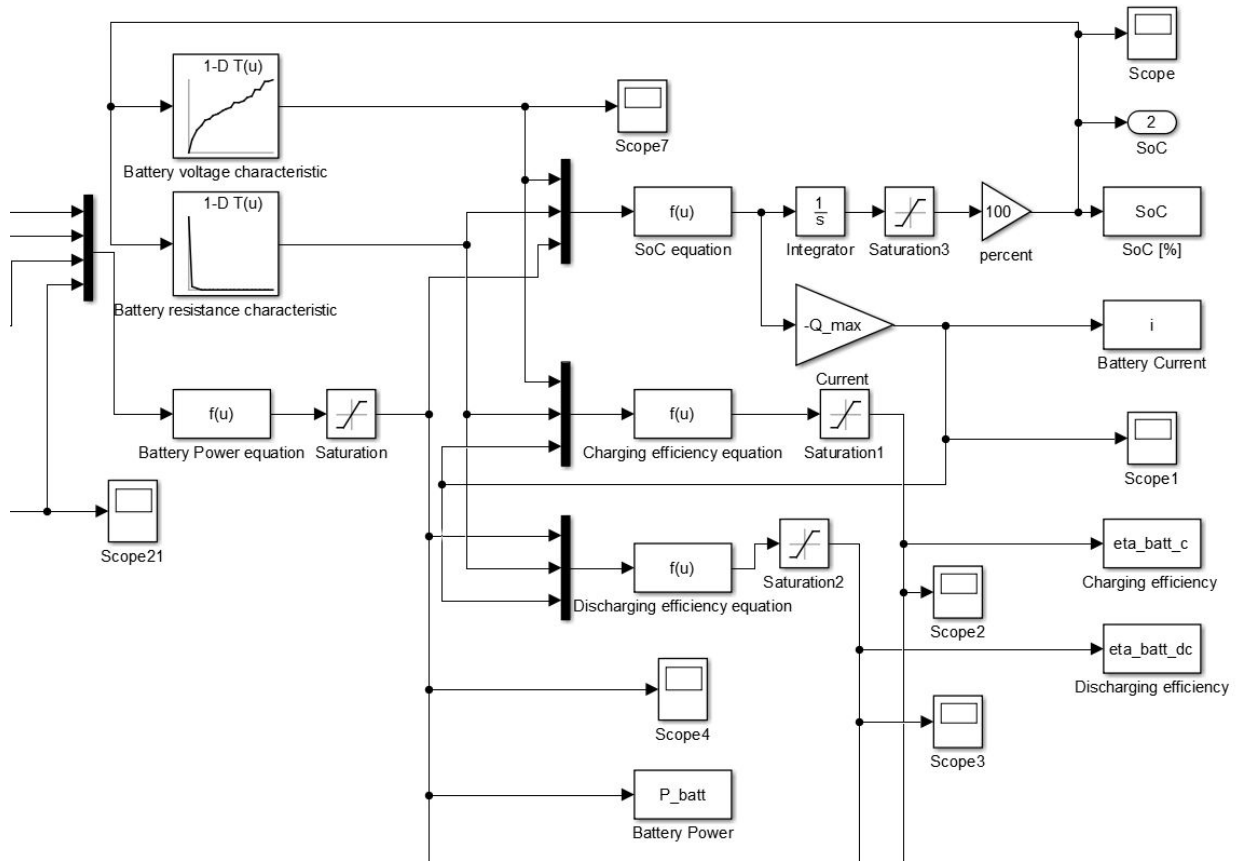 Scope
1-D T(u)
Battery voltage characteristic
Scope7
2
SoC
1-D T(u)
Battery resistance characteristic
f(u)
SoC equation
1
s
Integrator
Saturation3
100
percent
SoC
SoC [%]
-Q_max
Current
i
Battery Current
f(u)
Battery Power equation
Saturation
f(u)
Charging efficiency equation
Saturation1
Scope1
Scope21
f(u)
Discharging efficiency equation
Saturation2
eta_batt_c
Charging efficiency
Scope2
eta_batt_dc
Discharging efficiency
Scope4
Scope3
P_batt
Battery Power